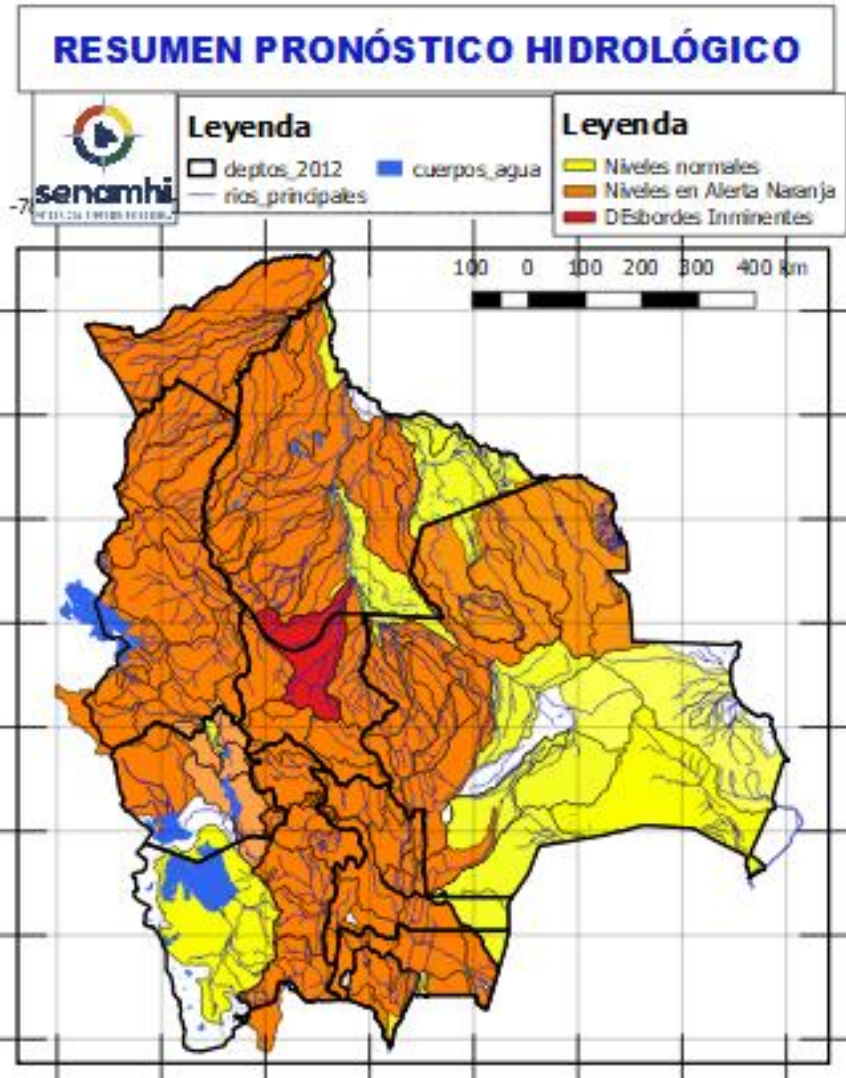 RESUMEN PRONÓSTICO HIDROLÓGICO
senamhi
Leyenda
deptos_2012
cuerpos_agua
rios_principales
Leyenda
Niveles normales
Niveles en Alerta Naranja
DEsbordes Inminentes
100 0 100 200 300 400 km